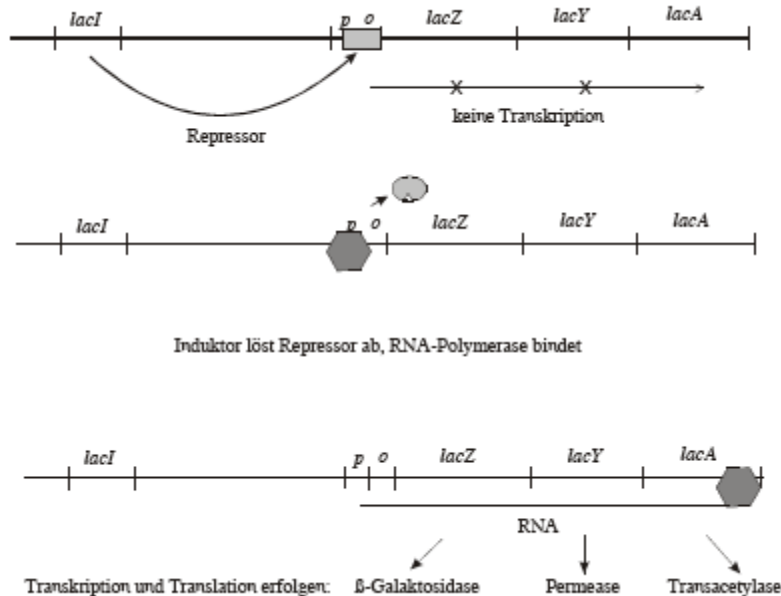 lacI p o lacZ lacY lacA
keine Transkription
Repressor
lacI p o lacZ lacY lacA
Induktor löst Repressor ab, RNA-Polymerase bindet
lacI p o lacZ lacY lacA
RNA
Transkription und Translation erfolgen: ß-Galaktosidase Permease Transacetylase